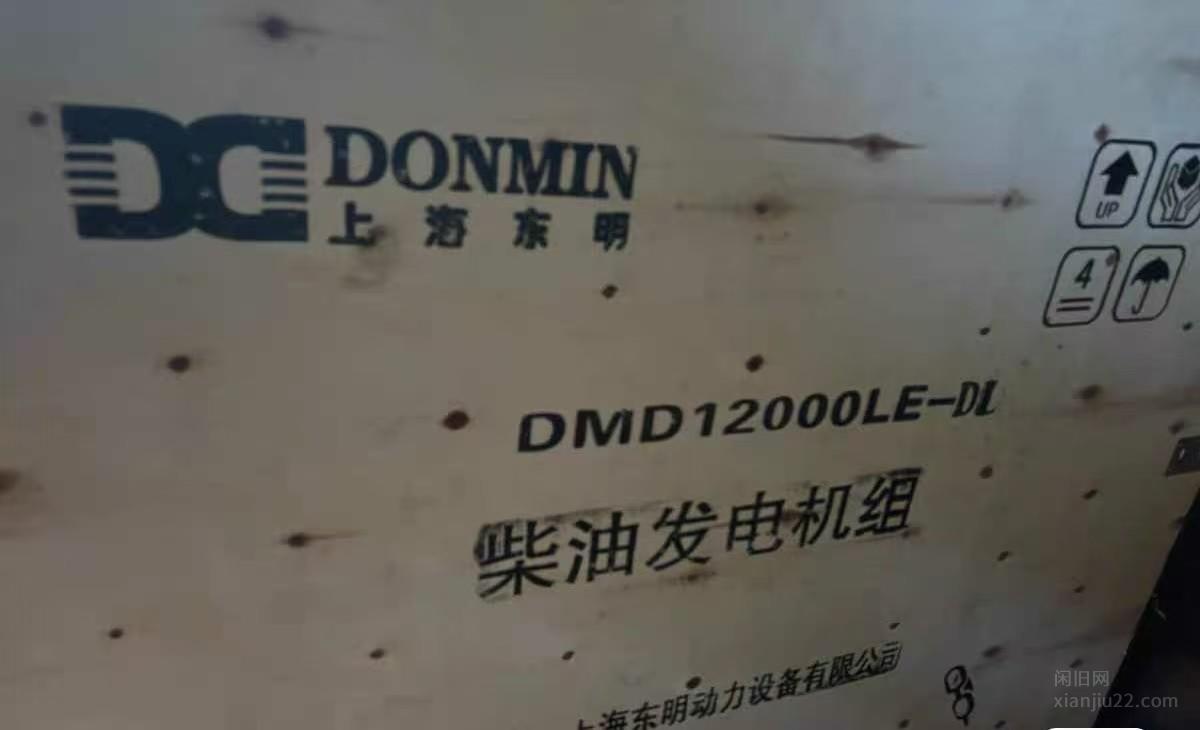 DC DONMIN
上海东明
UP
4
DMD12000LE-DL
柴油发电机组
上海东明动力设备有限公司
闲旧网
xianjiu22.com